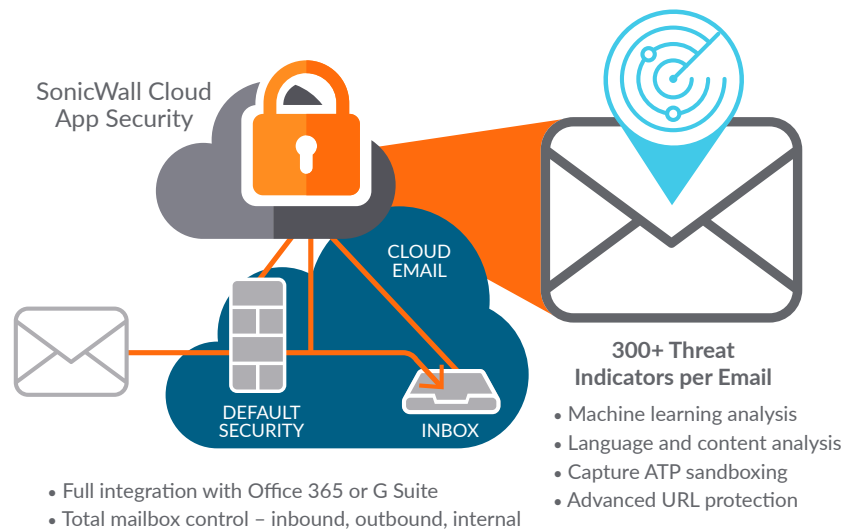 SonicWall Cloud
App Security
CLOUD
EMAIL
DEFAULT
SECURITY
INBOX
300+ Threat
Indicators per Email
• Machine learning analysis
• Language and content analysis
• Capture ATP sandboxing
• Advanced URL protection
• Full integration with Office 365 or G Suite
• Total mailbox control – inbound, outbound, internal